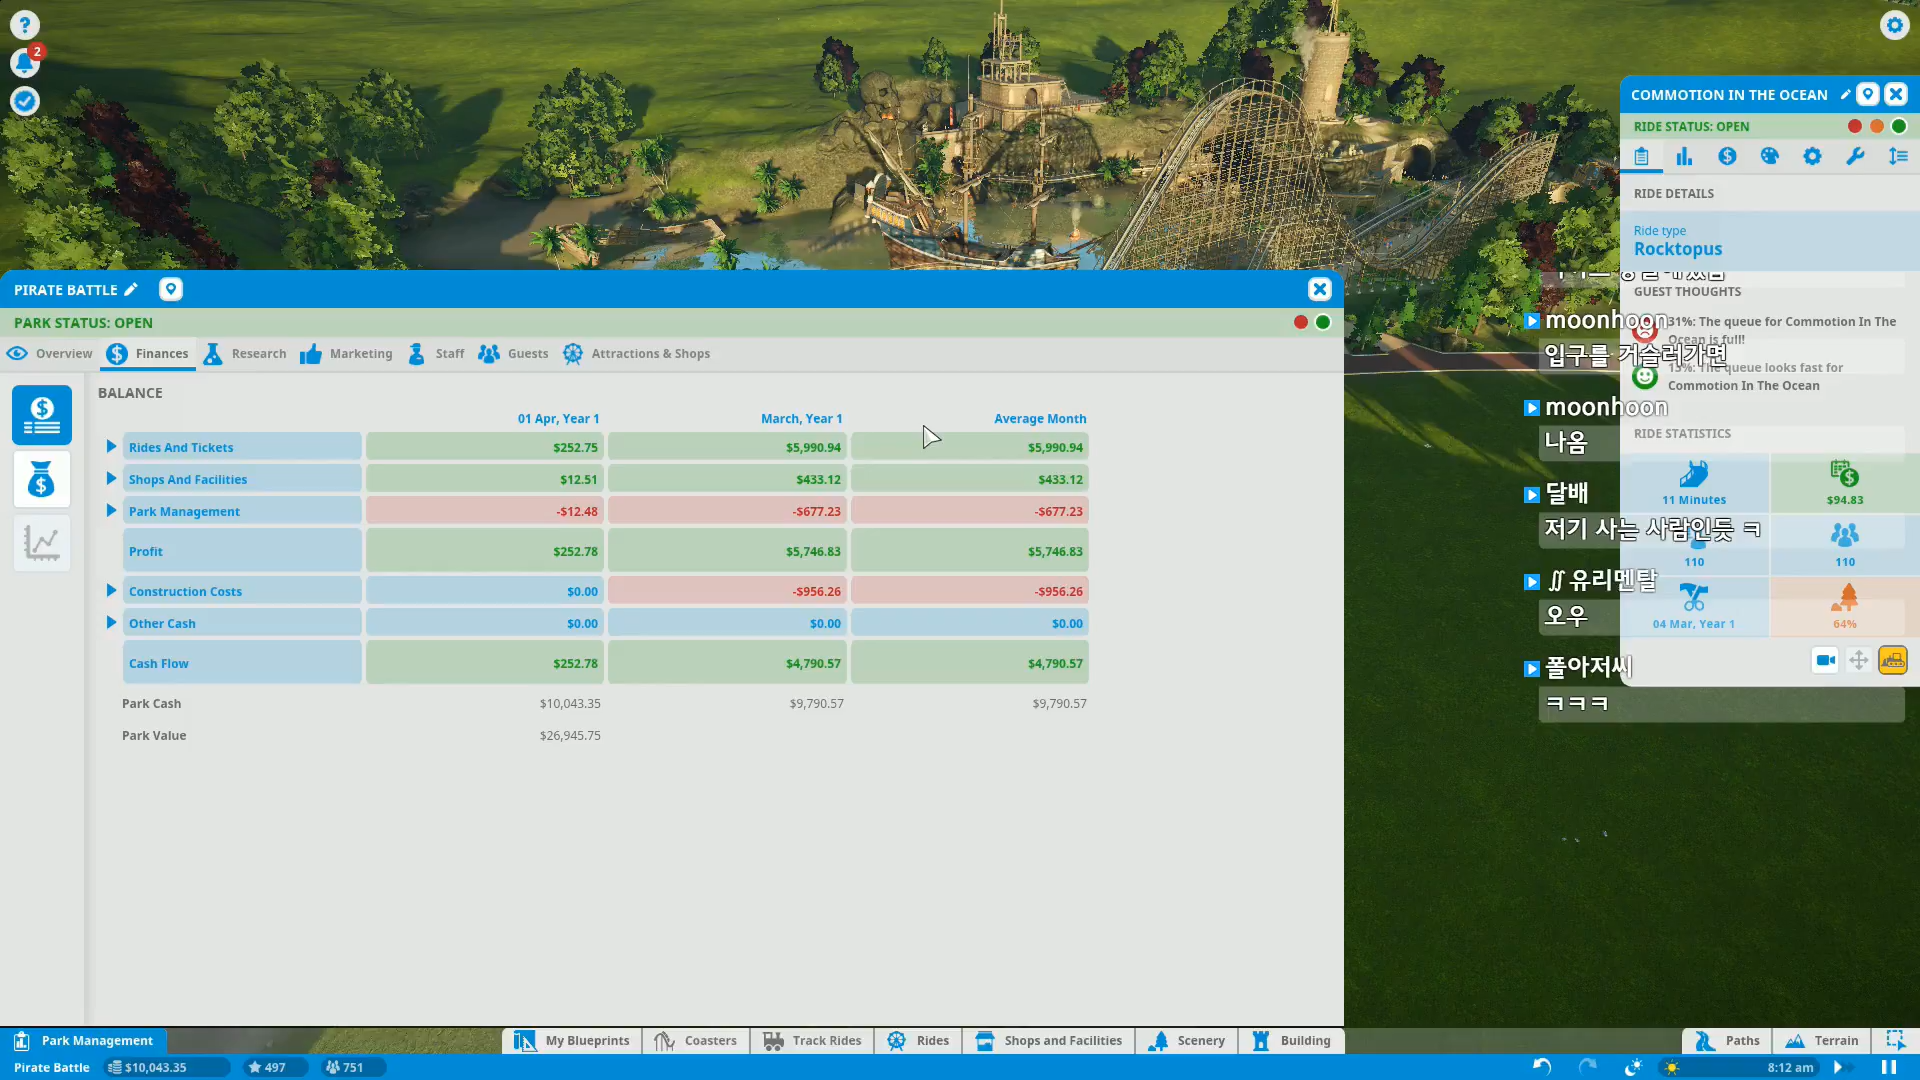 2
COMMOTION IN THE OCEAN
RIDE STATUS: OPEN
RIDE DETAILS
Ride type
Rocktopus
GUEST THOUGHTS
31%: The queue for Commotion In The
Ocean is full!
13%: The queue looks fast for
Commotion In The Ocean
RIDE STATISTICS
11 Minutes
$94.83
110
110
04 Mar, Year 1
64%
moonhoon
입구를 거슬러가면
moonhoon
나옴
달배
저기 사는 사람인듯 ㅋ
∬유리멘탈
오우
폴아저씨
ㅋㅋㅋ
PIRATE BATTLE
PARK STATUS: OPEN
Overview
Finances
Research
Marketing
Staff
Guests
Attractions & Shops
BALANCE
01 Apr, Year 1 March, Year 1 Average Month
Rides And Tickets $252.75 $5,990.94 $5,990.94
Shops And Facilities $12.51 $433.12 $433.12
Park Management -$12.48 -$677.23 -$677.23
Profit $252.78 $5,746.83 $5,746.83
Construction Costs $0.00 -$956.26 -$956.26
Other Cash $0.00 $0.00 $0.00
Cash Flow $252.78 $4,790.57 $4,790.57
Park Cash $10,043.35 $9,790.57 $9,790.57
Park Value $26,945.75
Park Management
My Blueprints
Coasters
Track Rides
Rides
Shops and Facilities
Scenery
Building
Paths
Terrain
Pirate Battle
$10,043.35
497
751
8:12 am